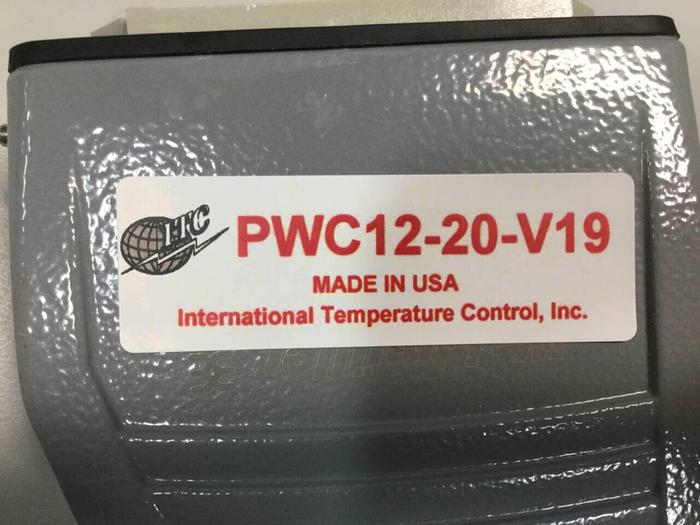 ITC
PWC12-20-V19
MADE IN USA
International Temperature Control, Inc.